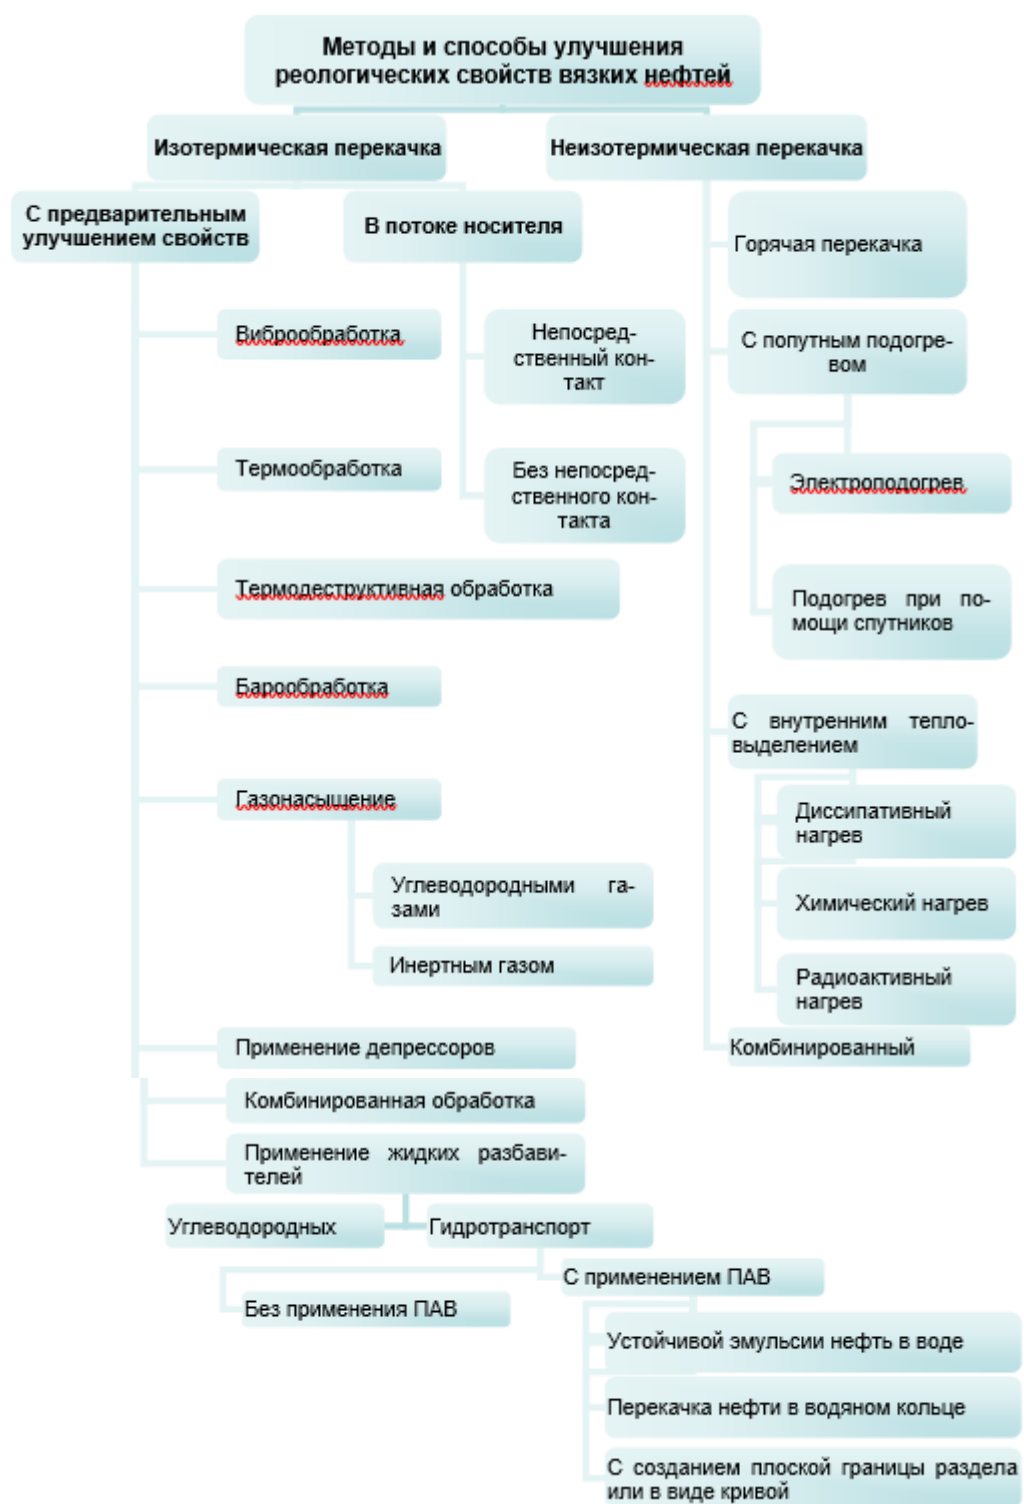 Методы и способы улучшения
реологических свойств вязких нефтей
Изотермическая перекачка
Неизотермическая перекачка
С предварительным
улучшением свойств
В потоке носителя
Горячая перекачка
Виброобработка
Непосред-
ственный кон-
такт
С попутным подогре-
вом
Термообработка
Без непосред-
ственного кон-
такта
Электроподогрев
Термодеструктивная обработка
Подогрев при по-
мощи спутников
Барообработка
С внутренним тепло-
выделением
Газонасыщение
Диссипативный
нагрев
Углеводородными га-
зами
Химический нагрев
Инертным газом
Радиоактивный
нагрев
Применение депрессоров
Комбинированный
Комбинированная обработка
Применение жидких разбави-
телей
Углеводородных
Гидротранспорт
С применением ПАВ
Без применения ПАВ
Устойчивой эмульсии нефть в воде
Перекачка нефти в водяном кольце
С созданием плоской границы раздела
или в виде кривой